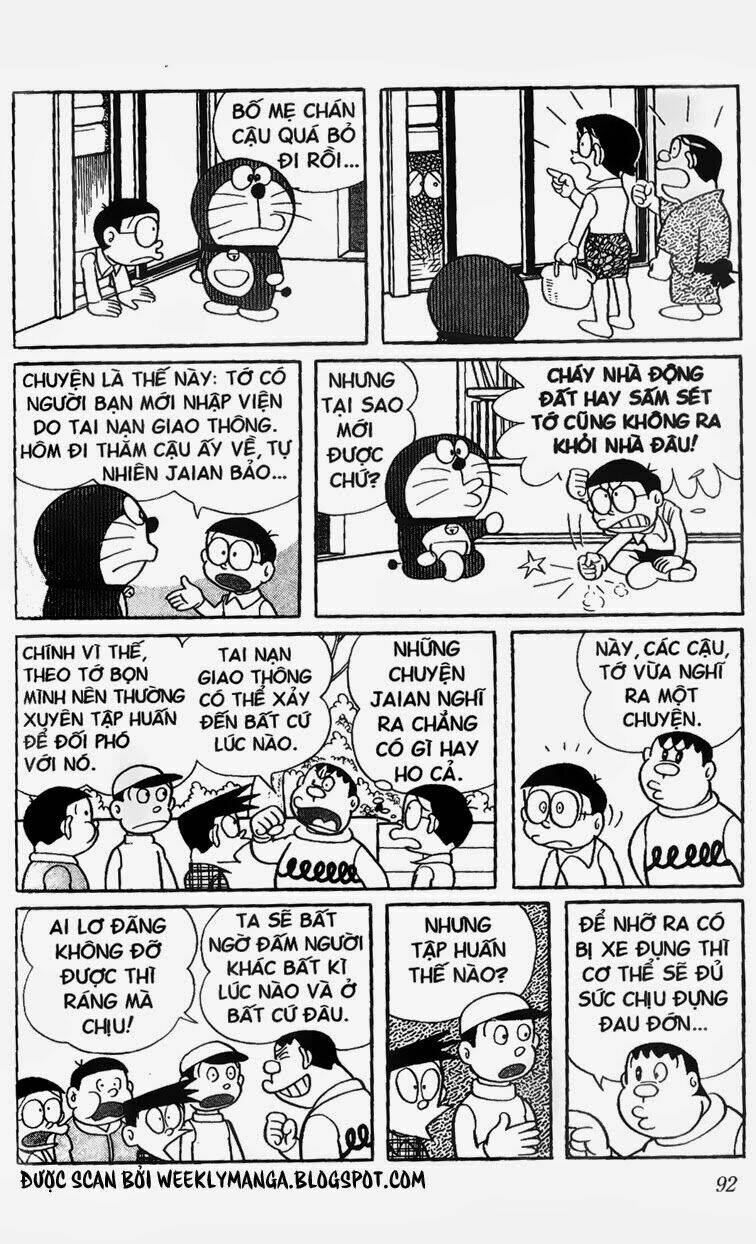 BỐ MẸ CHÁN
CẬU QUÁ BỎ
ĐI RỒI...
CHÁY NHÀ ĐỘNG
ĐẤT HAY SẤM SÉT
TỚ CŨNG KHÔNG RA
KHỎI NHÀ ĐÂU!
NHƯNG
TẠI SAO
MỚI
ĐƯỢC
CHỨ?
CHUYỆN LÀ THẾ NÀY: TỚ CÓ
NGƯỜI BẠN MỚI NHẬP VIỆN
DO TAI NẠN GIAO THÔNG.
HÔM ĐI THĂM CẬU ẤY VỀ, TỰ
NHIÊN JAIAN BẢO...
NÀY, CÁC CẬU,
TỚ VỪA NGHĨ
RA MỘT
CHUYỆN.
NHỮNG
CHUYỆN
JAIAN NGHĨ
RA CHẲNG
CÓ GÌ HAY
HO CẢ.
TAI NẠN
GIAO THÔNG
CÓ THỂ XẢY
ĐẾN BẤT CỨ
LÚC NÀO.
CHÍNH VÌ THẾ,
THEO TỚ BỌN
MÌNH NÊN THƯỜNG
XUYÊN TẬP HUẤN
ĐỂ ĐỐI PHÓ
VỚI NÓ.
ĐỂ NHỠ RA CÓ
BỊ XE ĐỤNG THÌ
CƠ THỂ SẼ ĐỦ
SỨC CHỊU ĐỰNG
ĐAU ĐỚN...
NHƯNG
TẬP HUẤN
THẾ NÀO?
TA SẼ BẤT
NGỜ ĐẤM NGƯỜI
KHÁC BẤT KÌ
LÚC NÀO VÀ Ở
BẤT CỨ ĐÂU.
AI LƠ ĐÃNG
KHÔNG ĐỠ
ĐƯỢC THÌ
RÁNG MÀ
CHỊU!
ĐƯỢC SCAN BỞI WEEKLYMANGA.BLOGSPOT.COM
92